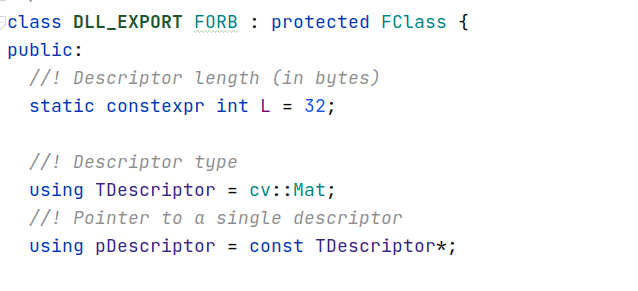 class DLL_EXPORT FORB : protected FClass {
public:
  //! Descriptor length (in bytes)
  static constexpr int L = 32;
  //! Descriptor type
  using TDescriptor = cv::Mat;
  //! Pointer to a single descriptor
  using pDescriptor = const TDescriptor*;